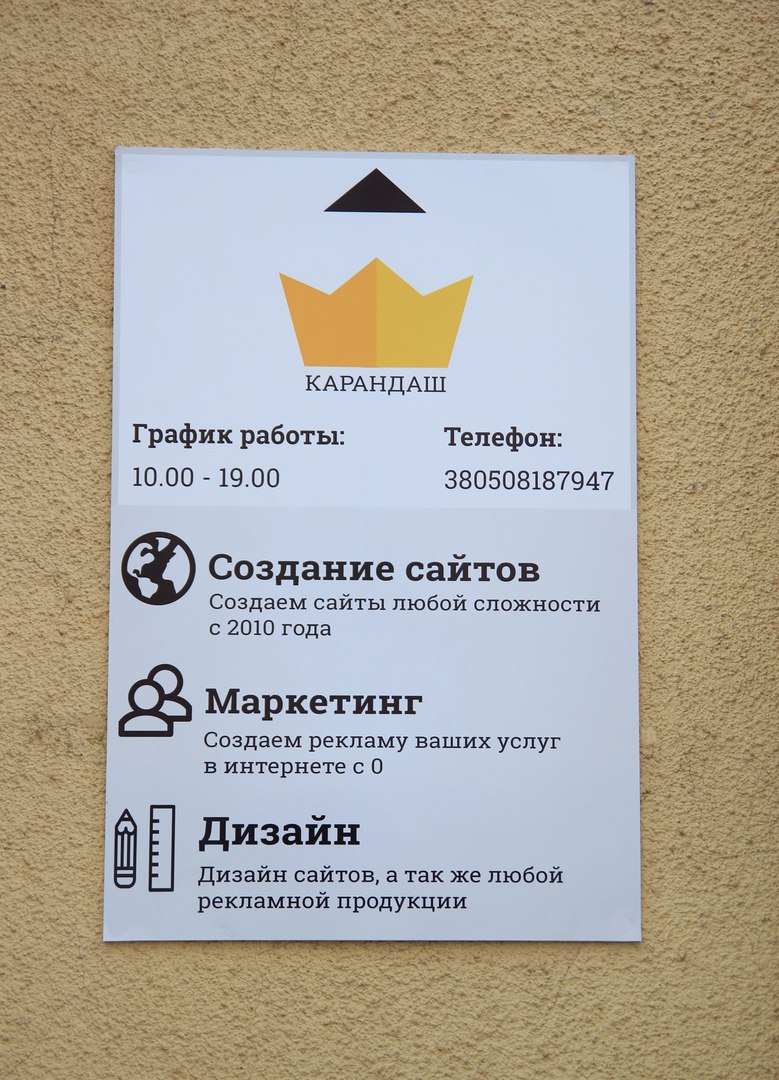 КАРАНДАШ
График работы:
Телефон:
10.00 - 19.00
380508187947
Создание сайтов
Создаем сайты любой сложности
с 2010 года
Маркетинг
Создаем рекламу ваших услуг
в интернете с 0
Дизайн
Дизайн сайтов, а так же любой
рекламной продукции